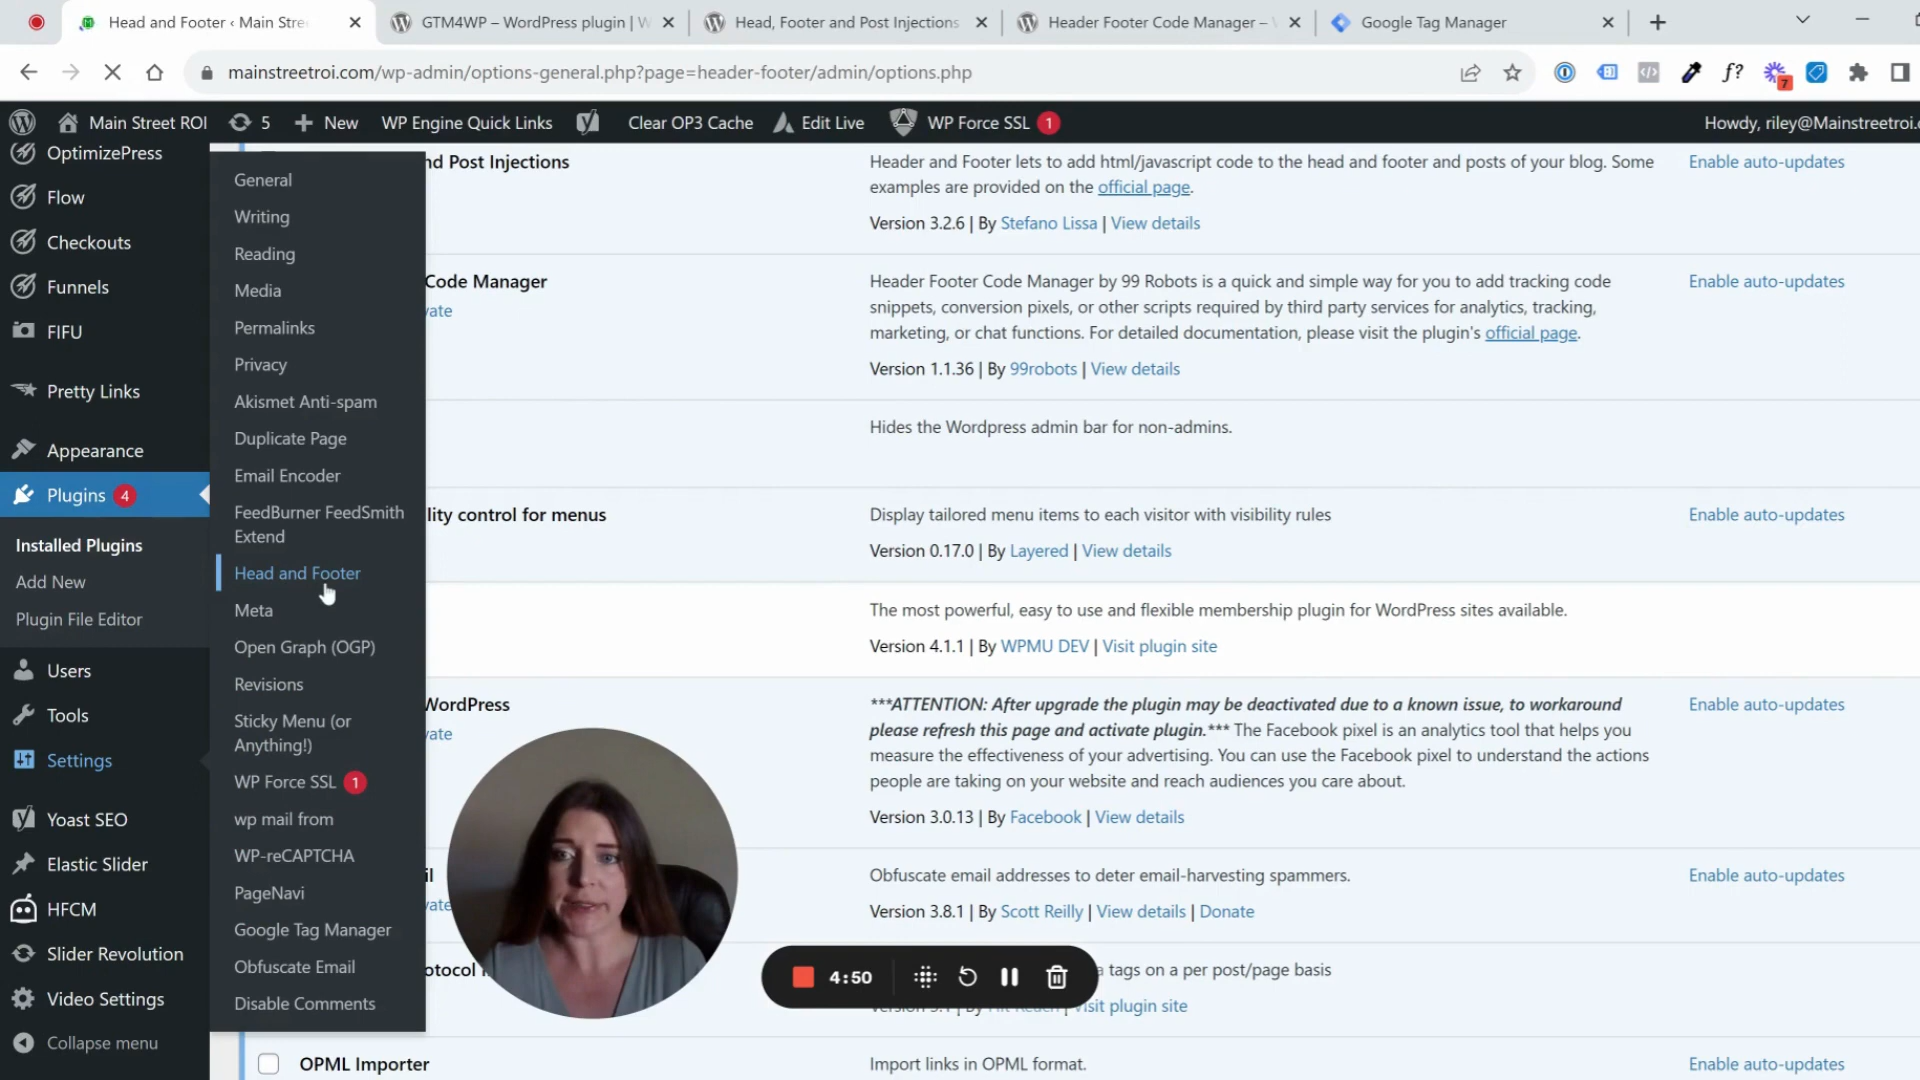 Head and Footer ‹ Main Stre
GTM4WP – WordPress plugin | W
Head, Footer and Post Injections
Header Footer Code Manager –
Google Tag Manager
mainstreetroi.com/wp-admin/options-general.php?page=header-footer/admin/options.php
f?
7
Main Street ROI
5
New
WP Engine Quick Links
Clear OP3 Cache
Edit Live
WP Force SSL 1
Howdy, riley@Mainstreetroi.c
OptimizePress
Flow
Checkouts
Funnels
FIFU
Pretty Links
Appearance
Plugins 4
Installed Plugins
Add New
Plugin File Editor
Users
Tools
Settings
Yoast SEO
Elastic Slider
HFCM
Slider Revolution
Video Settings
Collapse menu
General
Writing
Reading
Media
Permalinks
Privacy
Akismet Anti-spam
Duplicate Page
Email Encoder
FeedBurner FeedSmith
Extend
Head and Footer
Meta
Open Graph (OGP)
Revisions
Sticky Menu (or
Anything!)
WP Force SSL 1
wp mail from
WP-reCAPTCHA
PageNavi
Google Tag Manager
Obfuscate Email
Disable Comments
nd Post Injections
Header and Footer lets to add html/javascript code to the head and footer and posts of your blog. Some
examples are provided on the official page.
Version 3.2.6 | By Stefano Lissa | View details
Enable auto-updates
Code Manager
vate
Header Footer Code Manager by 99 Robots is a quick and simple way for you to add tracking code
snippets, conversion pixels, or other scripts required by third party services for analytics, tracking,
marketing, or chat functions. For detailed documentation, please visit the plugin's official page.
Version 1.1.36 | By 99robots | View details
Enable auto-updates
Hides the Wordpress admin bar for non-admins.
lity control for menus
Display tailored menu items to each visitor with visibility rules
Version 0.17.0 | By Layered | View details
Enable auto-updates
The most powerful, easy to use and flexible membership plugin for WordPress sites available.
Version 4.1.1 | By WPMU DEV | Visit plugin site
WordPress
vate
***ATTENTION: After upgrade the plugin may be deactivated due to a known issue, to workaround
please refresh this page and activate plugin.*** The Facebook pixel is an analytics tool that helps you
measure the effectiveness of your advertising. You can use the Facebook pixel to understand the actions
people are taking on your website and reach audiences you care about.
Version 3.0.13 | By Facebook | View details
Enable auto-updates
il
vate
Obfuscate email addresses to deter email-harvesting spammers.
Version 3.8.1 | By Scott Reilly | View details | Donate
Enable auto-updates
otocol
a tags on a per post/page basis
isit plugin site
4:50
OPML Importer
Import links in OPML format.
Enable auto-updates